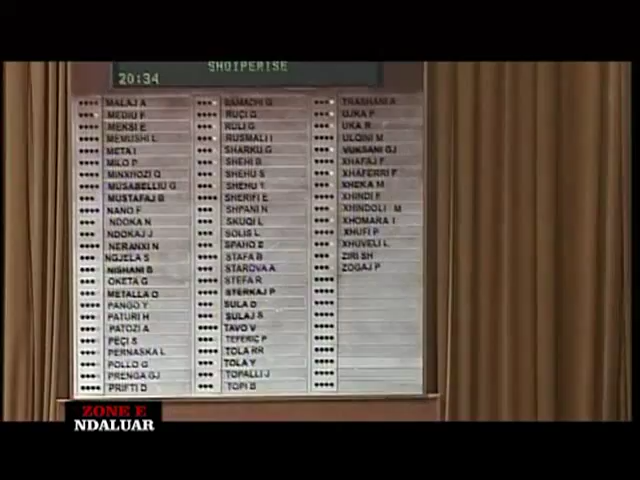 SHQIPERISE
20:34
MALAJ A
MEDIU F
MEKSI E
MEMUSHI L
META I
MILO P
MINXHOZI Q
MUSABELLIU G
MUSTAFAJ B
NANO F
NDOKA N
NDOKAJ J
NERANXI N
NGJELA S
NISHANI B
OKETA G
METALLA O
PANGO Y
PATURI H
PATOZI A
PEÇI S
PERNASKA L
POLLO G
PRENGA GJ
PRIFTI D
RAMACHI G
RUÇI G
RULI G
RUSMALI I
SHARKU G
SHEHI B
SHEHU S
SHEHU T
SHERIFI E
SHPANI N
SKUQI L
SOLIS L
SPAHO E
STAFA B
STAROVA A
STEFA R
STERKAJ P
SULA D
SULAJ S
TAVO V
TEFERIÇ P
TOLA RR
TOLA Y
TOPALLI J
TOPI B
TRASHANI A
UJKA F
UKA R
ULQINI M
VUKSANI GJ
XHAFAJ F
XHAFERRI F
XHEKA M
XHINDI F
XHINDOLI M
XHOMARA I
XHUFI P
XHUVELI L
ZIRI SH
ZOGAJ P
ZONE E
NDALUAR